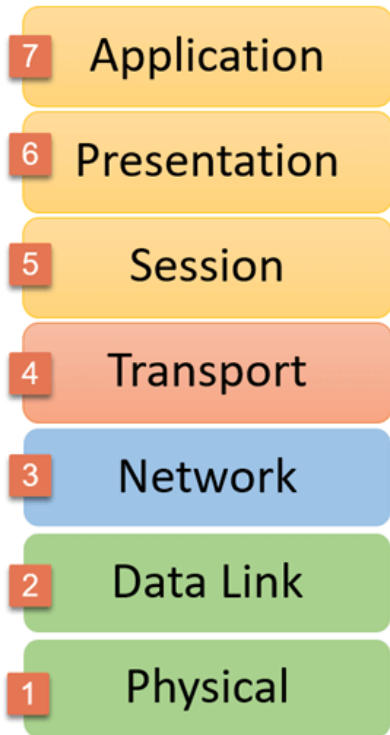 7 Application
6 Presentation
5 Session
4 Transport
3 Network
2 Data Link
1 Physical